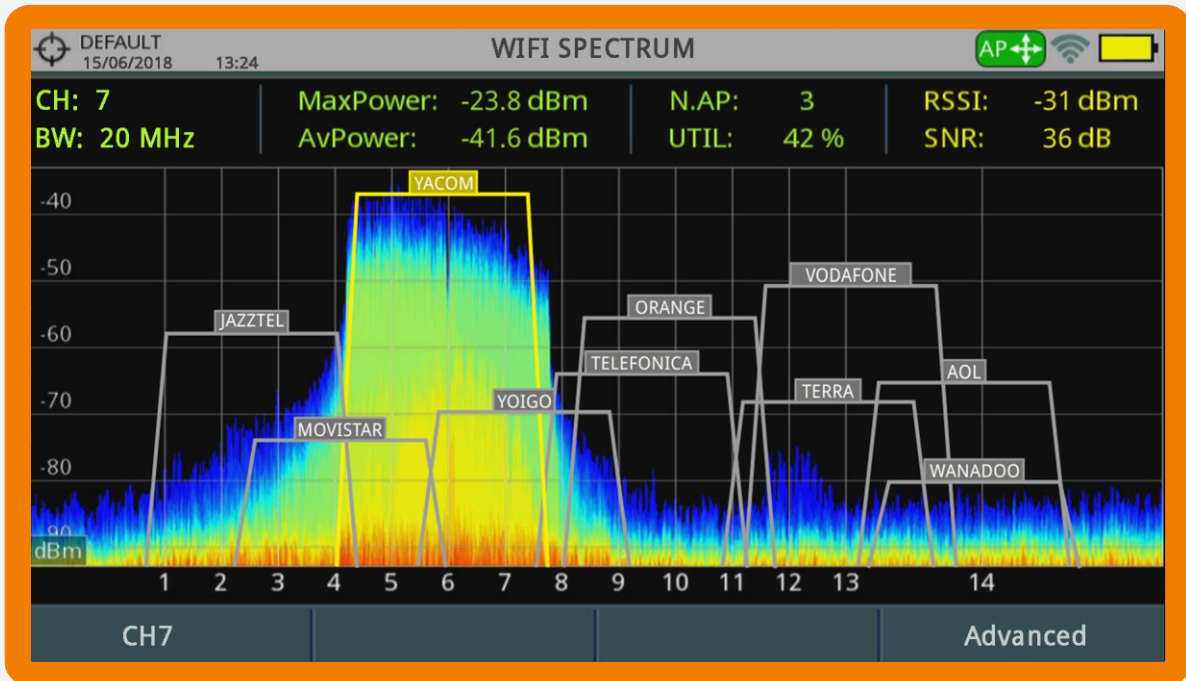 DEFAULT
15/06/2018 13:24
WIFI SPECTRUM
AP
CH: 7
BW: 20 MHz
MaxPower: -23.8 dBm
AvPower: -41.6 dBm
N.AP: 3
UTIL: 42 %
RSSI: -31 dBm
SNR: 36 dB
YACOM
-40
-50
VODAFONE
ORANGE
JAZZTEL
-60
TELEFONICA
AOL
TERRA
-70
YOIGO
MOVISTAR
-80
WANADOO
-90
dBm
1 2 3 4 5 6 7 8 9 10 11 12 13 14
CH7
Advanced